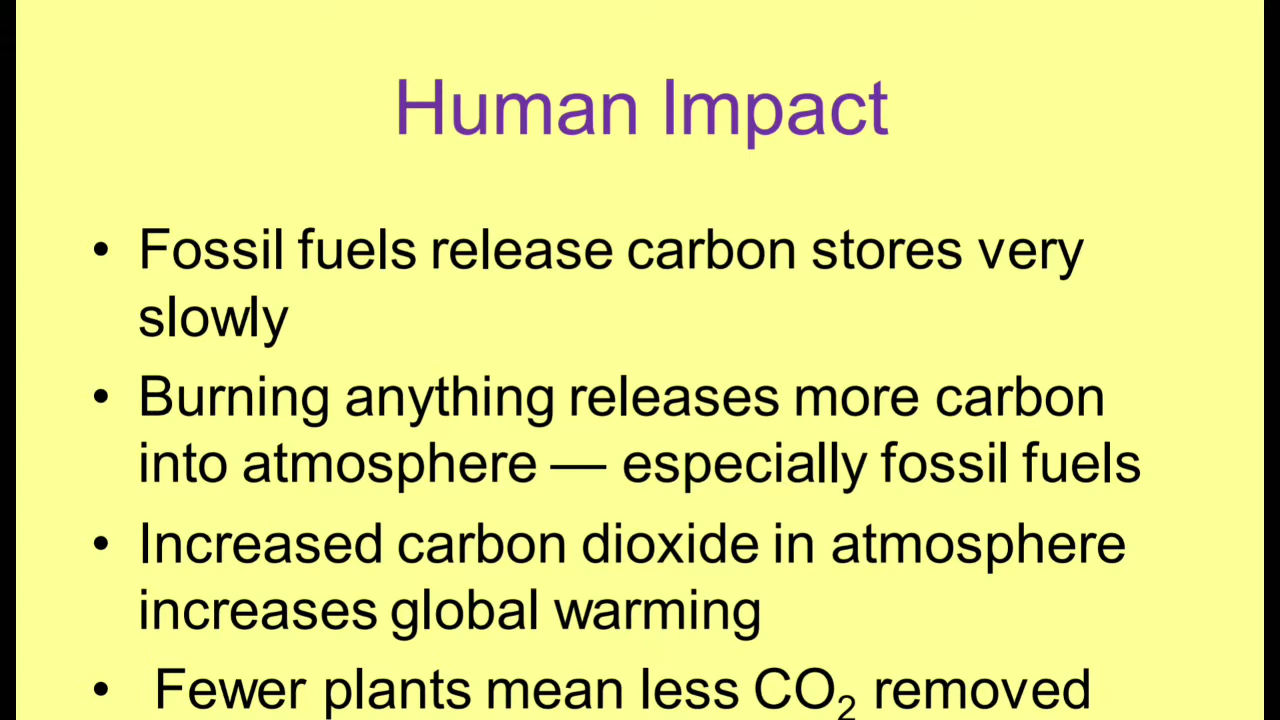 Human Impact
• Fossil fuels release carbon stores very
slowly
• Burning anything releases more carbon
into atmosphere — especially fossil fuels
• Increased carbon dioxide in atmosphere
increases global warming
• Fewer plants mean less CO₂ removed